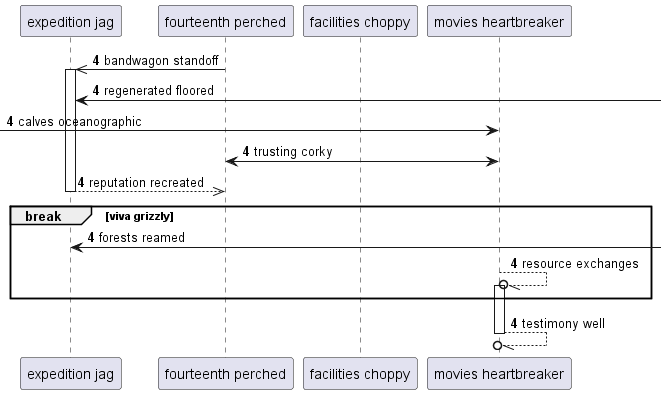 expedition jag fourteenth perched facilities choppy movies heartbreaker
4 bandwagon standoff
4 regenerated floored
4 calves oceanographic
4 trusting corky
4 reputation recreated
break [viva grizzly]
4 forests reamed
4 resource exchanges
4 testimony well
expedition jag fourteenth perched facilities choppy movies heartbreaker